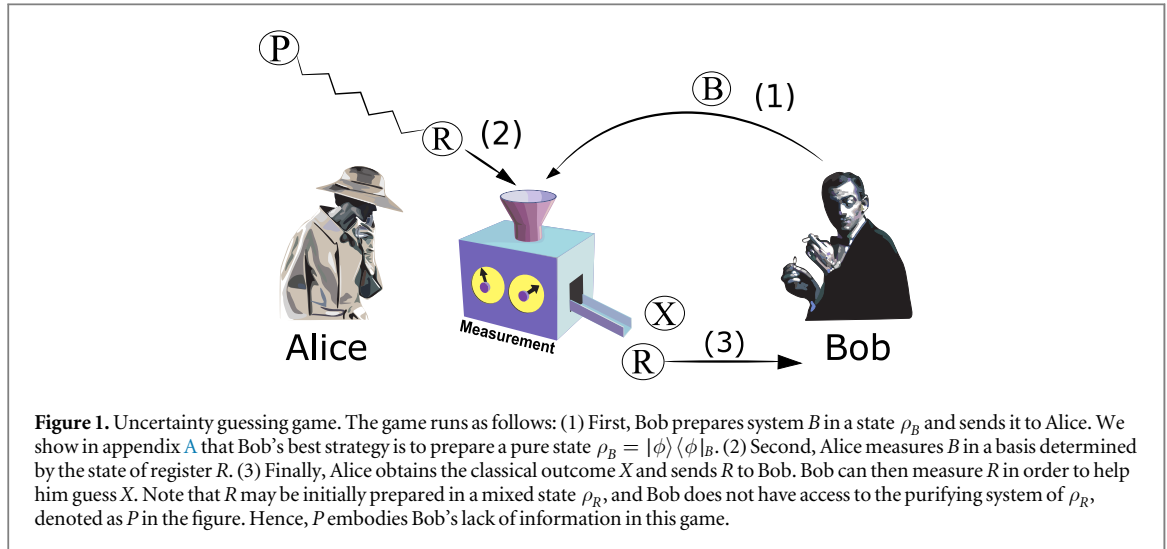 P
B
(1)
R
(2)
X
Measurement
Alice
R
(3)
Bob
Figure 1. Uncertainty guessing game. The game runs as follows: (1) First, Bob prepares system B in a state ρ_B and sends it to Alice. We
show in appendix A that Bob's best strategy is to prepare a pure state ρ_B = |ϕ⟩⟨ϕ|_B. (2) Second, Alice measures B in a basis determined
by the state of register R. (3) Finally, Alice obtains the classical outcome X and sends R to Bob. Bob can then measure R in order to help
him guess X. Note that R may be initially prepared in a mixed state ρ_R, and Bob does not have access to the purifying system of ρ_R,
denoted as P in the figure. Hence, P embodies Bob's lack of information in this game.